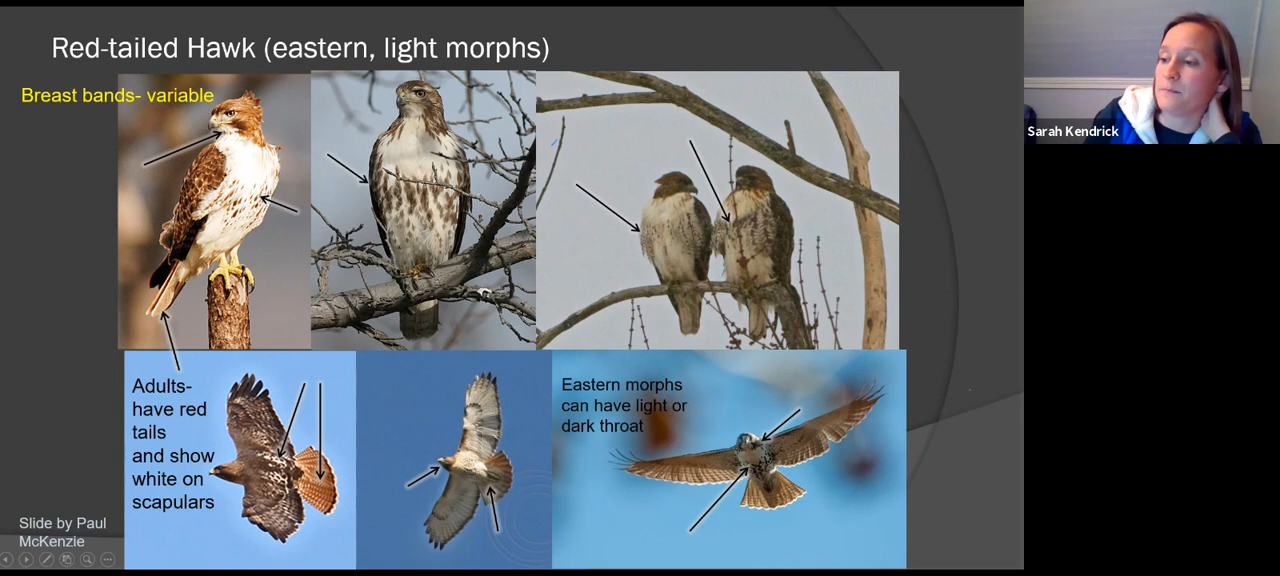 Red-tailed Hawk (eastern, light morphs)
Breast bands- variable
Sarah Kendrick
Adults-
have red
tails
and show
white on
scapulars
Eastern morphs
can have light or
dark throat
Slide by Paul
McKenzie